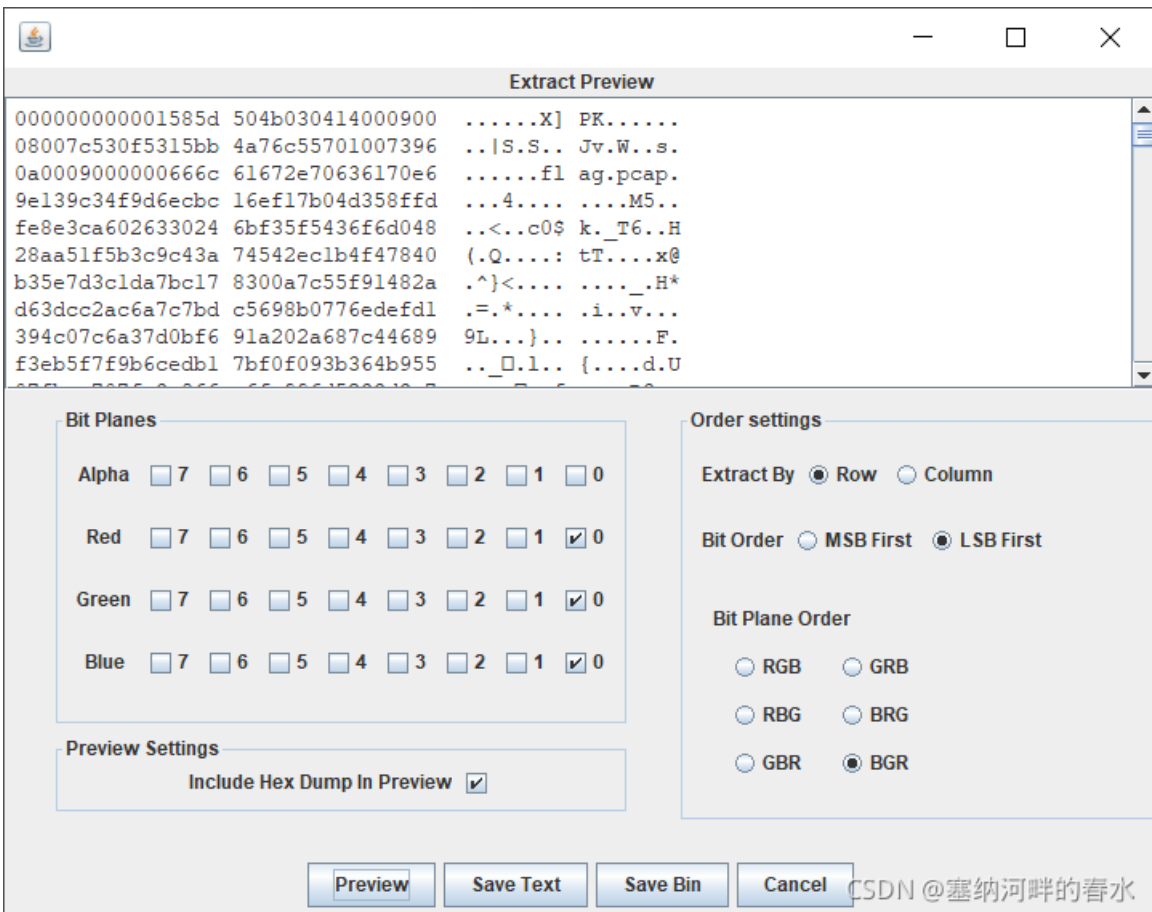 Extract Preview
000000000001585d 504b030414000900 ......X] PK......
08007c530f5315bb 4a76c55701007396 ..|S.S.. Jv.W..s.
0a0009000000666c 61672e70636170e6 ......fl ag.pcap.
9e139c34f9d6ecbc 16ef17b04d358ffd ...4.... ....M5..
fe8e3ca602633024 6bf35f5436f6d048 ..<..c0$ k._T6..H
28aa51f5b3c9c43a 74542ec1b4f47840 (.Q....: tT....x@
b35e7d3c1da7bc17 8300a7c55f91482a .^}<.... ...._.H*
d63dcc2ac6a7c7bd c5698b0776edefd1 .=.*.... .i..v...
394c07c6a37d0bf6 91a202a687c44689 9L...}.. ......F.
f3eb5f7f9b6cedb1 7bf0f093b364b955 .._□.l.. {....d.U
Bit Planes
Alpha 7 6 5 4 3 2 1 0
Red 7 6 5 4 3 2 1 0
Green 7 6 5 4 3 2 1 0
Blue 7 6 5 4 3 2 1 0
Preview Settings
Include Hex Dump In Preview
Order settings
Extract By Row Column
Bit Order MSB First LSB First
Bit Plane Order
RGB GRB
RBG BRG
GBR BGR
Preview Save Text Save Bin Cancel
CSDN @塞纳河畔的春水